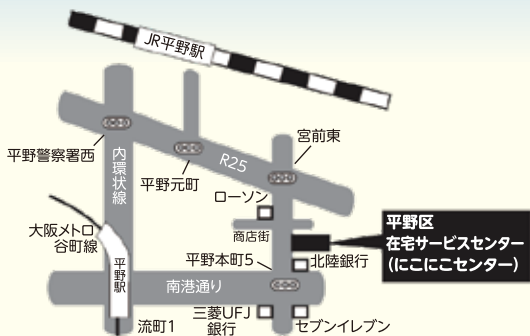 JR平野駅
宮前東
平野警察署西
内環状線
平野元町
R25
ローソン
商店街
大阪メトロ
谷町線
平野駅
平野本町5
北陸銀行
平野区
在宅サービスセンター
(にこにこセンター)
南港通り
流町1
三菱UFJ
銀行
セブンイレブン